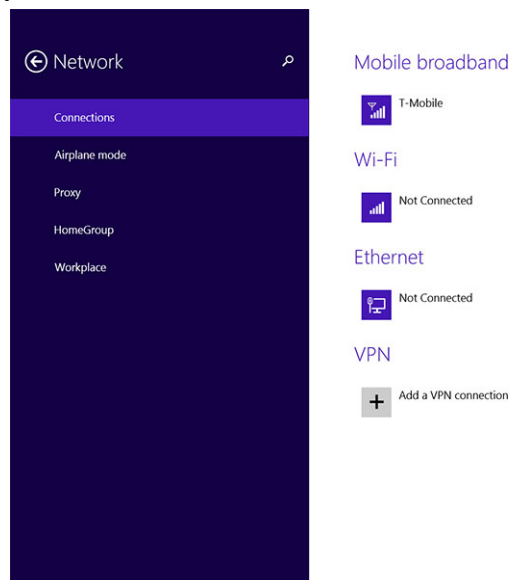 Network
Connections
Airplane mode
Proxy
HomeGroup
Workplace
Mobile broadband
T-Mobile
Wi-Fi
Not Connected
Ethernet
Not Connected
VPN
Add a VPN connection